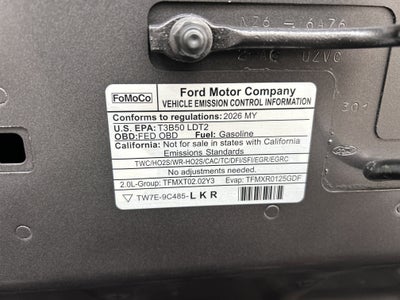 FoMoCo
Ford Motor Company
VEHICLE EMISSION CONTROL INFORMATION
Conforms to regulations: 2026 MY
U.S. EPA: T3B50 LDT2
OBD:FED OBD Fuel: Gasoline
California: Not for sale in states with California
Emissions Standards
TWC/HO2S/WR-HO2S/CAC/TC/DFI/SFI/EGR/EGRC
No adjustments needed.
2.0L-Group: TFMXT02.02Y3 Evap: TFMXR0125GDF
TW7E-9C485-LKR
301